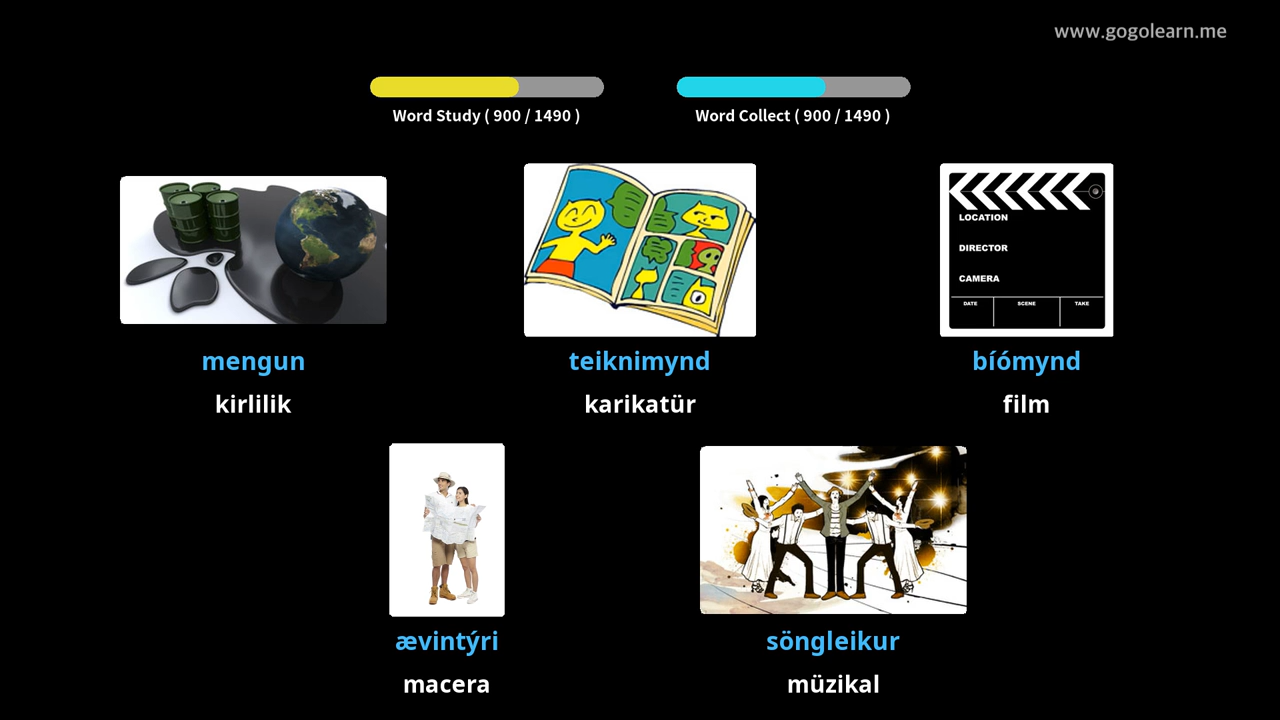 www.gogolearn.me
Word Study ( 900 / 1490 )
Word Collect ( 900 / 1490 )
LOCATION
DIRECTOR
CAMERA
DATE SCENE TAKE
mengun
teiknimynd
bíómynd
kirlilik
karikatür
film
ævintýri
söngleikur
macera
müzikal